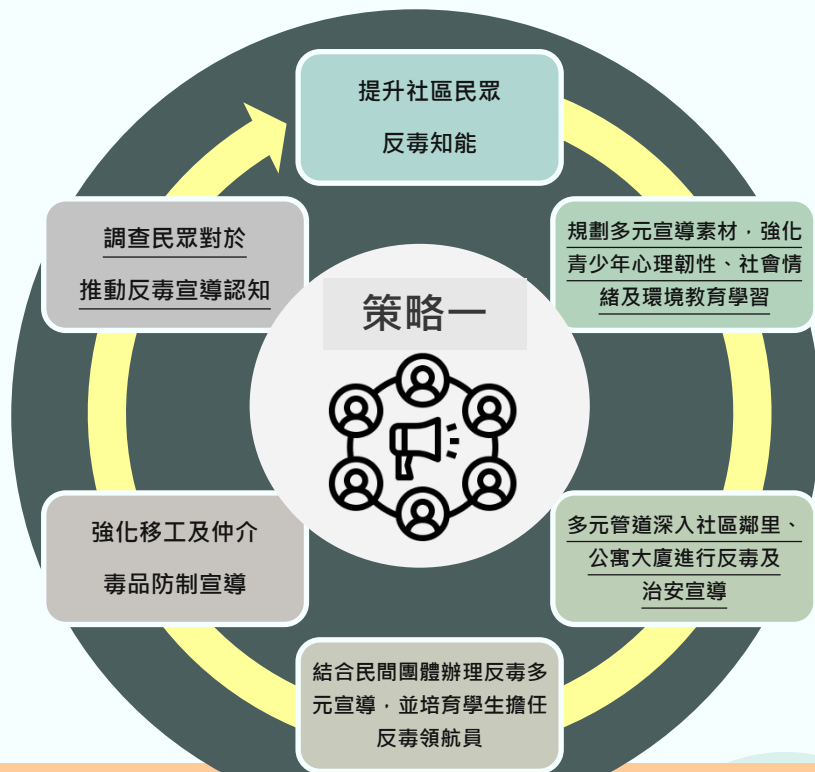 提升社區民眾
反毒知能
規劃多元宣導素材，強化
青少年心理韌性、社會情
緒及環境教育學習
多元管道深入社區鄰里、
公寓大廈進行反毒及
治安宣導
結合民間團體辦理反毒多
元宣導，並培育學生擔任
反毒領航員
強化移工及仲介
毒品防制宣導
調查民眾對於
推動反毒宣導認知
策略一